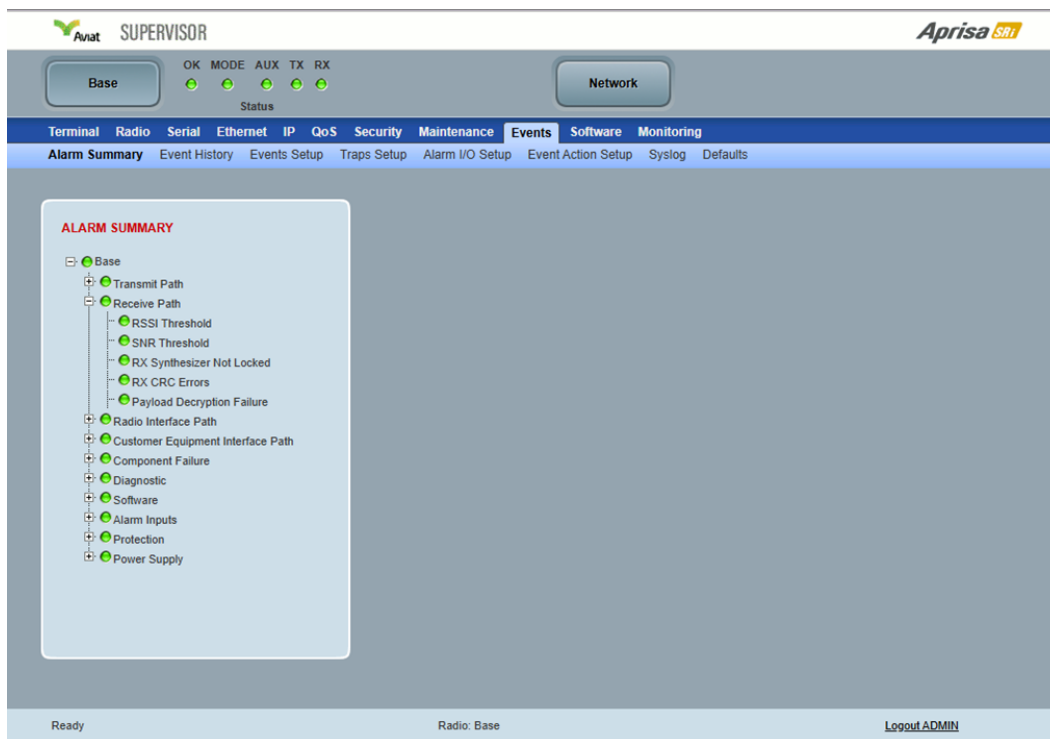 Aviat SUPERVISOR
Aprisa SRi
Base
OK MODE AUX TX RX
Status
Network
Terminal Radio Serial Ethernet IP QoS Security Maintenance Events Software Monitoring
Alarm Summary Event History Events Setup Traps Setup Alarm I/O Setup Event Action Setup Syslog Defaults
ALARM SUMMARY
Base
Transmit Path
Receive Path
RSSI Threshold
SNR Threshold
RX Synthesizer Not Locked
RX CRC Errors
Payload Decryption Failure
Radio Interface Path
Customer Equipment Interface Path
Component Failure
Diagnostic
Software
Alarm Inputs
Protection
Power Supply
Ready
Radio: Base
Logout ADMIN